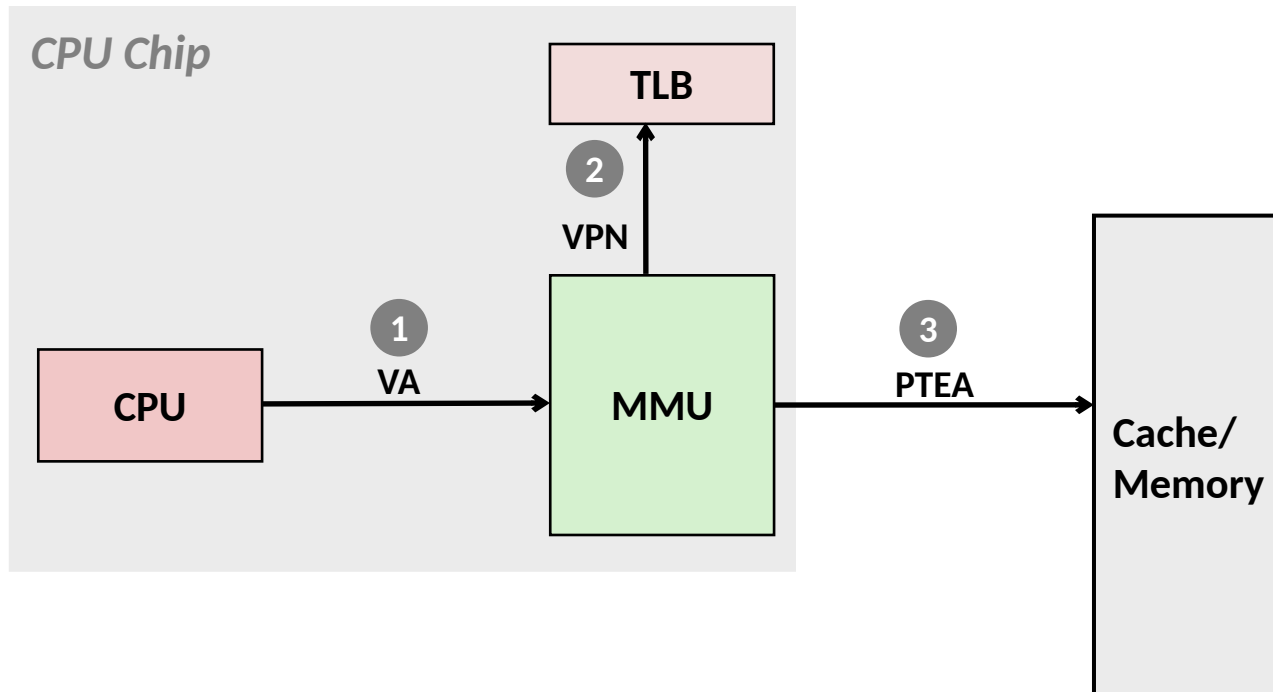 CPU Chip
TLB
2
VPN
1
VA
3
PTEA
CPU
MMU
Cache/
Memory